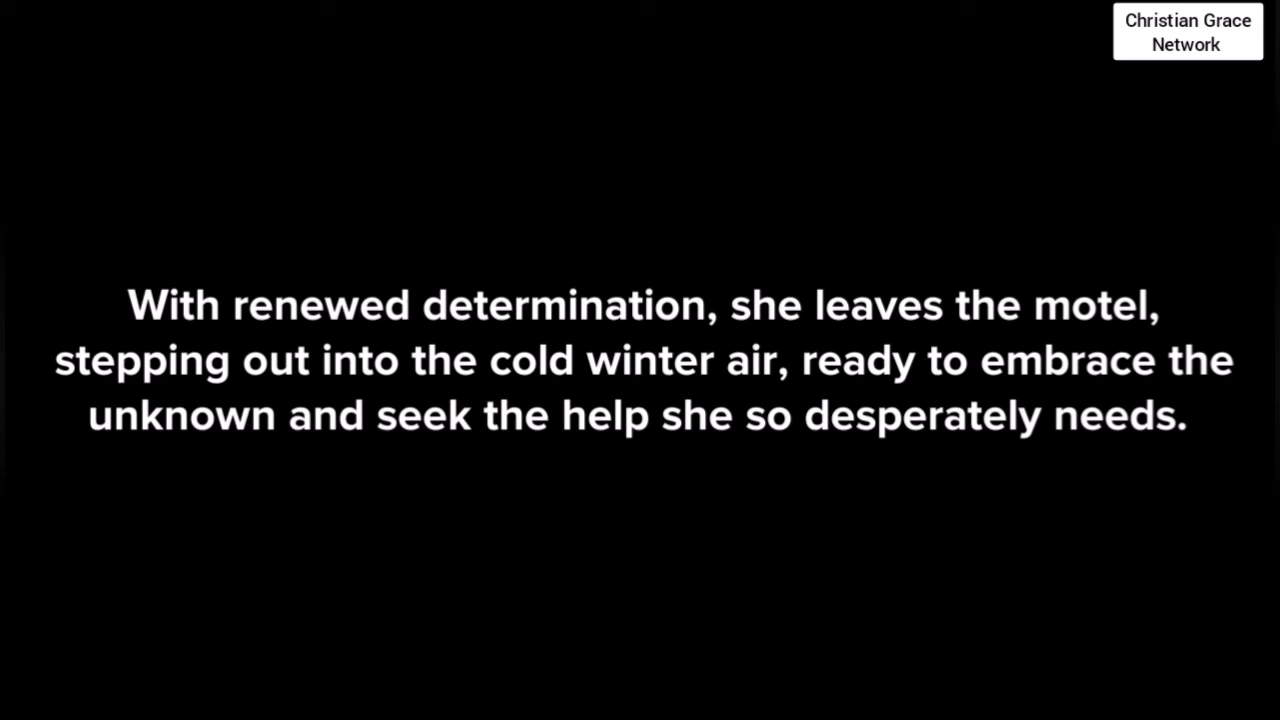 Christian Grace
Network
With renewed determination, she leaves the motel,
stepping out into the cold winter air, ready to embrace the
unknown and seek the help she so desperately needs.